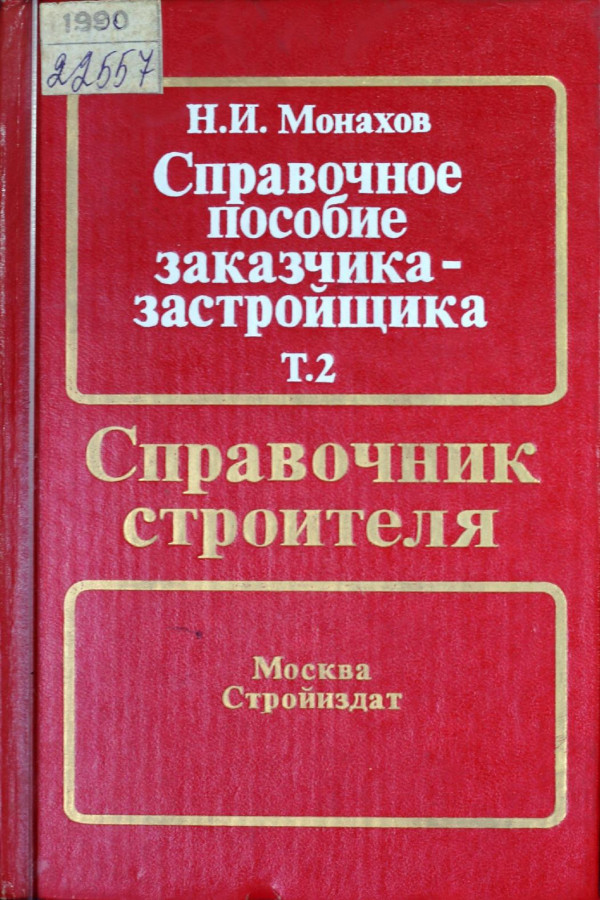 1990
22557
Н.И. Монахов
Справочное
пособие
заказчика-
застройщика
Т.2
Справочник
строителя
Москва
Стройиздат